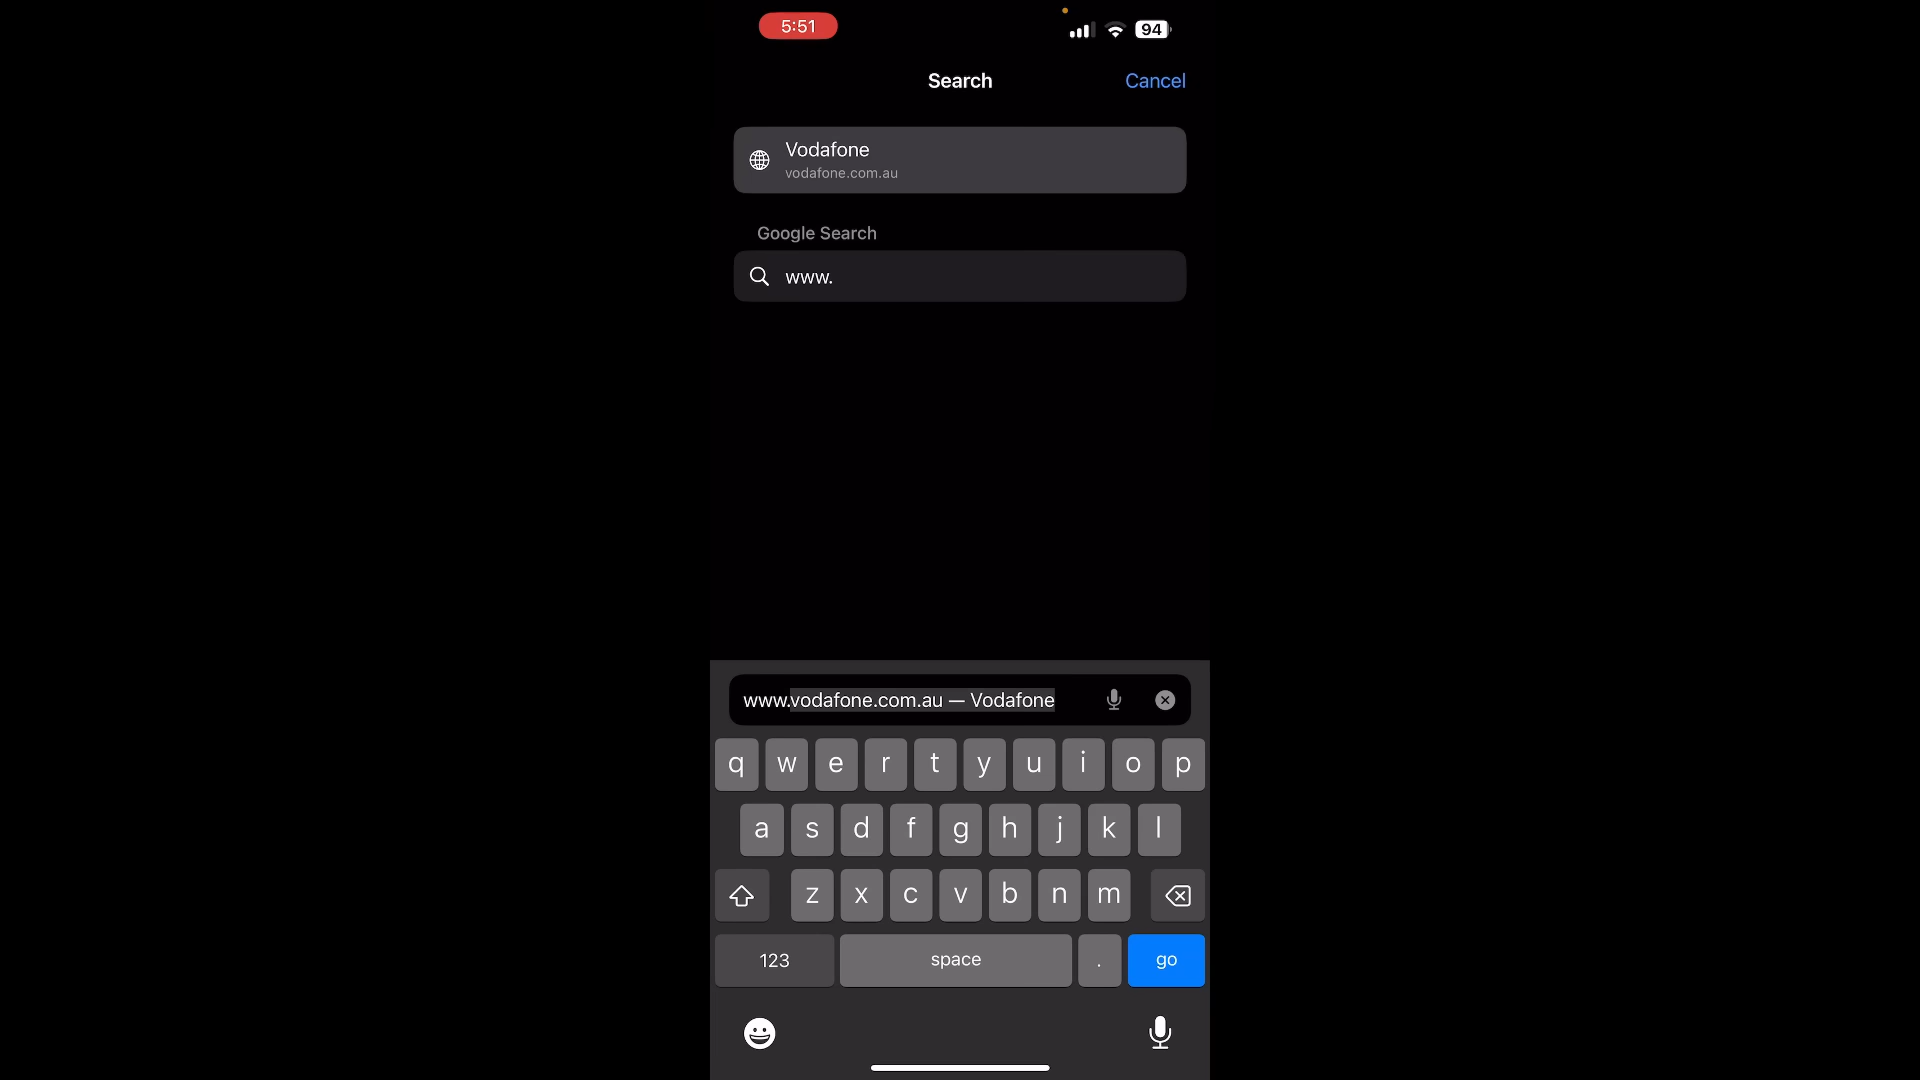 5:51
94
Search
Cancel
Vodafone
vodafone.com.au
Google Search
www.
www.vodafone.com.au — Vodafone
q w e r t y u i o p
a s d f g h j k l
z x c v b n m
123 space . go